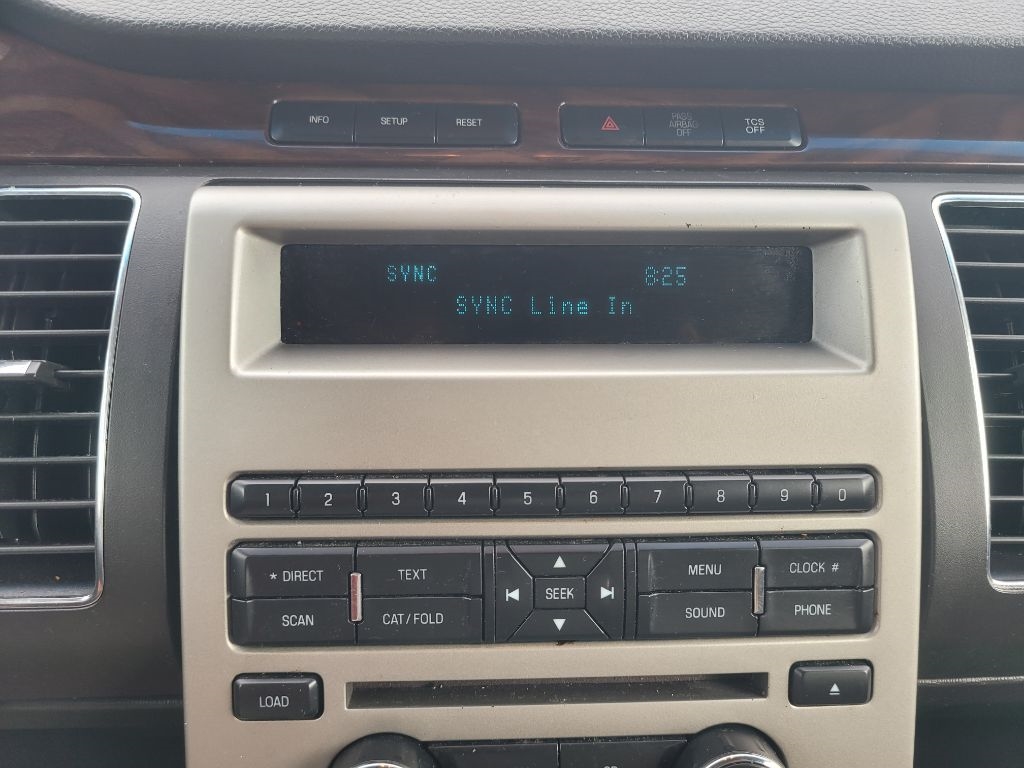 INFO SETUP RESET PASS AIRBAG OFF TCS OFF
SYNC 8:25
SYNC Line In
1 2 3 4 5 6 7 8 9 0
* DIRECT TEXT MENU CLOCK #
SEEK
SCAN CAT/FOLD SOUND PHONE
LOAD